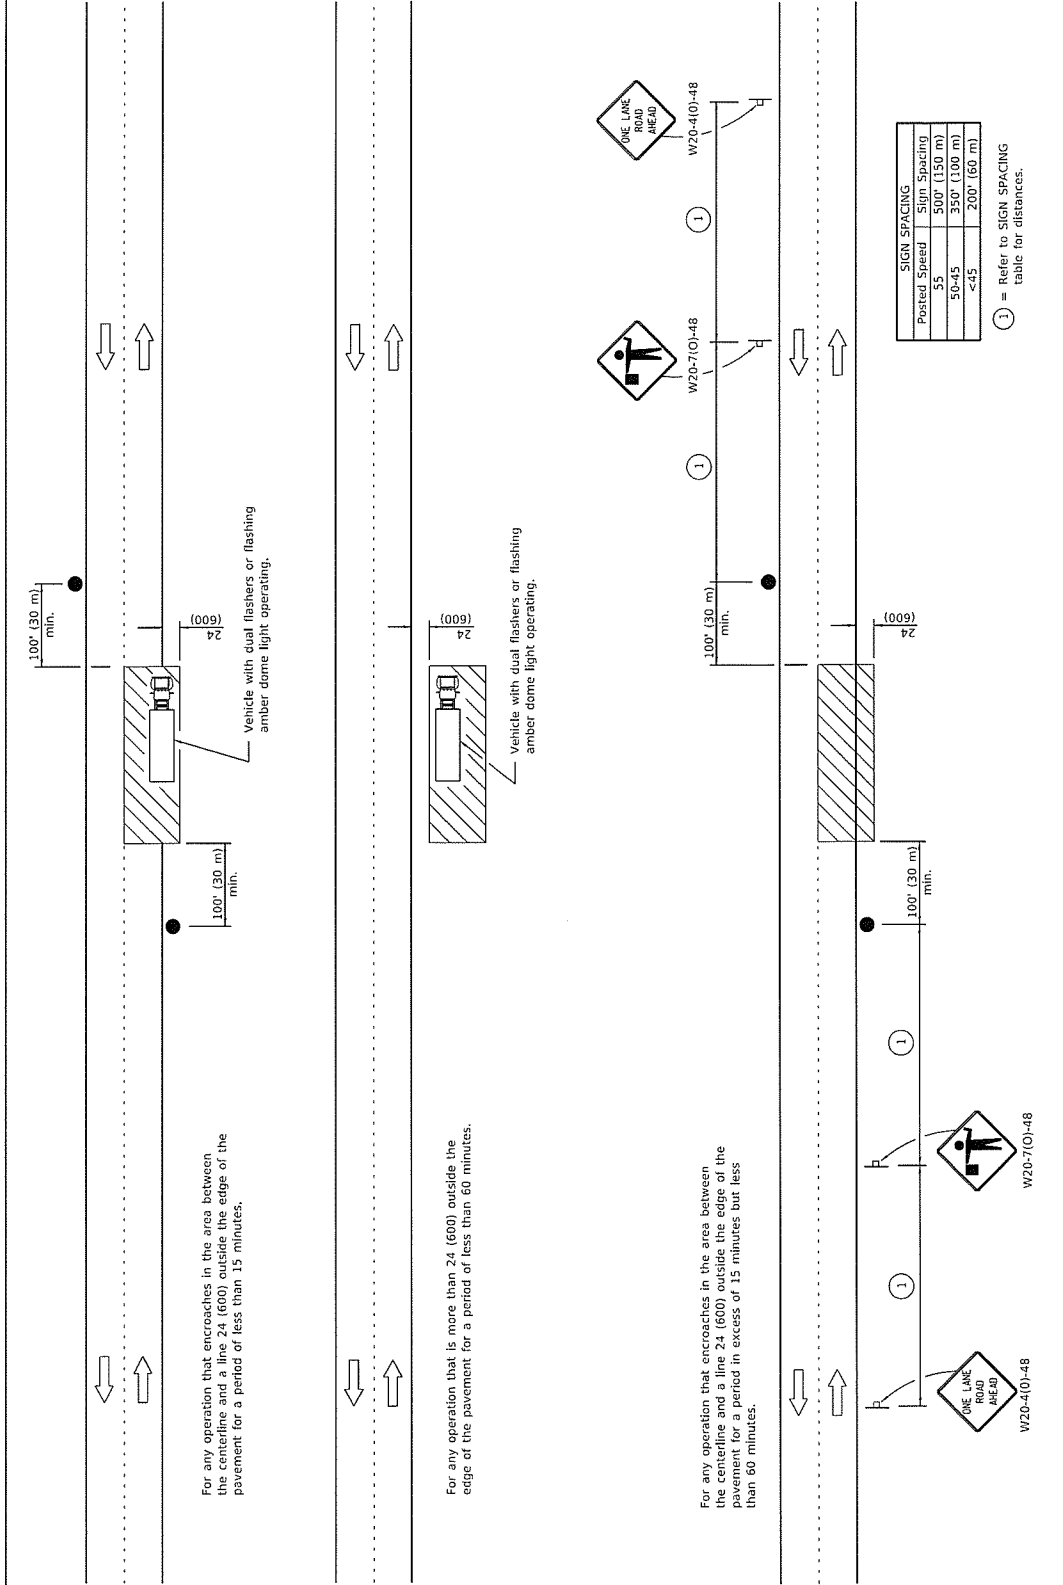 100' (30 m)
min.
24
(600)
Vehicle with dual flashers or flashing
amber dome light operating.
100' (30 m)
min.
For any operation that encroaches in the area between
the centerline and a line 24 (600) outside the edge of the
pavement for a period of less than 15 minutes.
24
(600)
Vehicle with dual flashers or flashing
amber dome light operating.
For any operation that is more than 24 (600) outside the
edge of the pavement for a period of less than 60 minutes.
ONE LANE
ROAD
AHEAD
W20-4(O)-48
W20-7(O)-48
1
1
100' (30 m)
min.
24
(600)
For any operation that encroaches in the area between
the centerline and a line 24 (600) outside the edge of the
pavement for a period in excess of 15 minutes but less
than 60 minutes.
100' (30 m)
min.
1
1
W20-7(O)-48
ONE LANE
ROAD
AHEAD
W20-4(O)-48
SIGN SPACING
Posted Speed Sign Spacing
55 500' (150 m)
50-45 350' (100 m)
<45 200' (60 m)
1 = Refer to SIGN SPACING
table for distances.